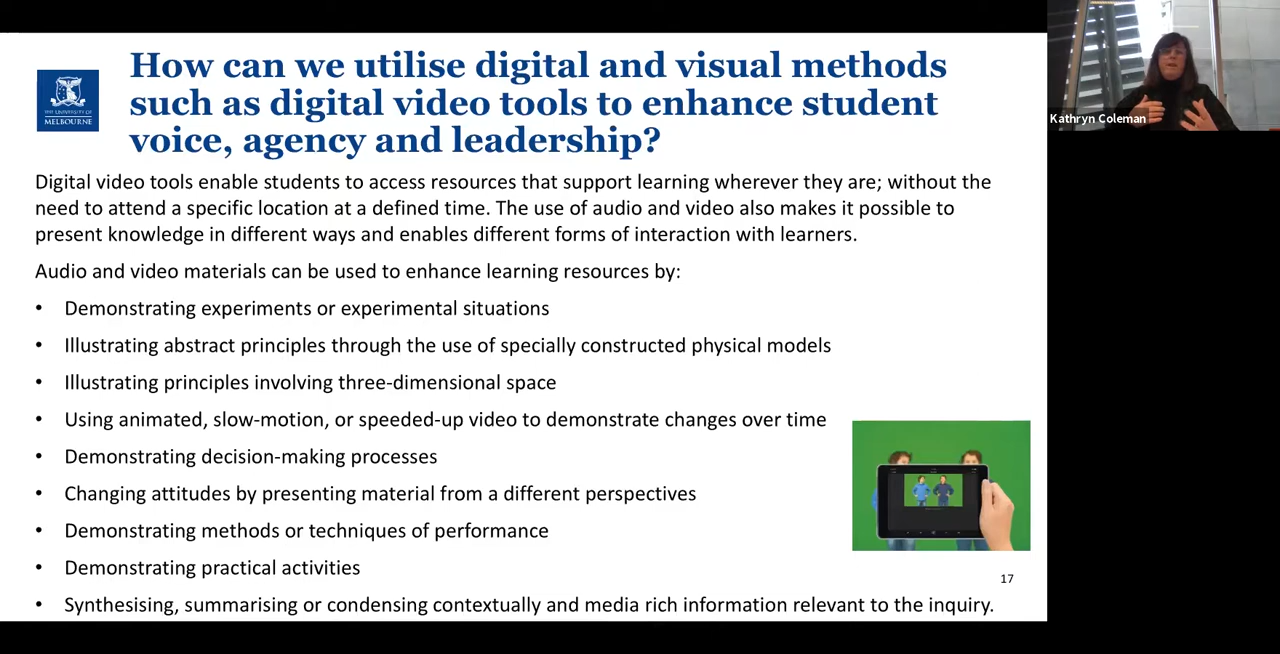 How can we utilise digital and visual methods
such as digital video tools to enhance student
voice, agency and leadership?
THE UNIVERSITY OF
MELBOURNE
Digital video tools enable students to access resources that support learning wherever they are; without the
need to attend a specific location at a defined time. The use of audio and video also makes it possible to
present knowledge in different ways and enables different forms of interaction with learners.
Audio and video materials can be used to enhance learning resources by:
• Demonstrating experiments or experimental situations
• Illustrating abstract principles through the use of specially constructed physical models
• Illustrating principles involving three-dimensional space
• Using animated, slow-motion, or speeded-up video to demonstrate changes over time
• Demonstrating decision-making processes
• Changing attitudes by presenting material from a different perspectives
• Demonstrating methods or techniques of performance
• Demonstrating practical activities
• Synthesising, summarising or condensing contextually and media rich information relevant to the inquiry.
17
Kathryn Coleman